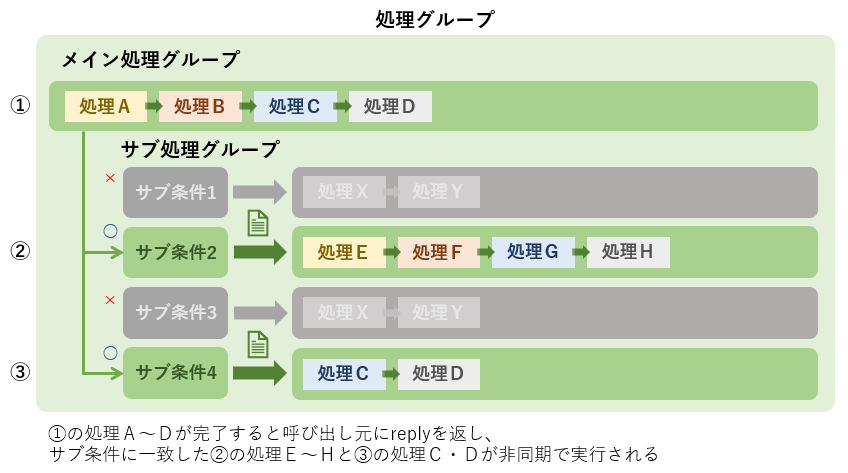 処理グループ
メイン処理グループ
①
処理A 処理B 処理C 処理D
サブ処理グループ
× サブ条件1 処理X 処理Y
〇
② サブ条件2 処理E 処理F 処理G 処理H
× サブ条件3 処理X 処理Y
〇
③ サブ条件4 処理C 処理D
①の処理A～Dが完了すると呼び出し元にreplyを返し、
サブ条件に一致した②の処理E～Hと③の処理C・Dが非同期で実行される